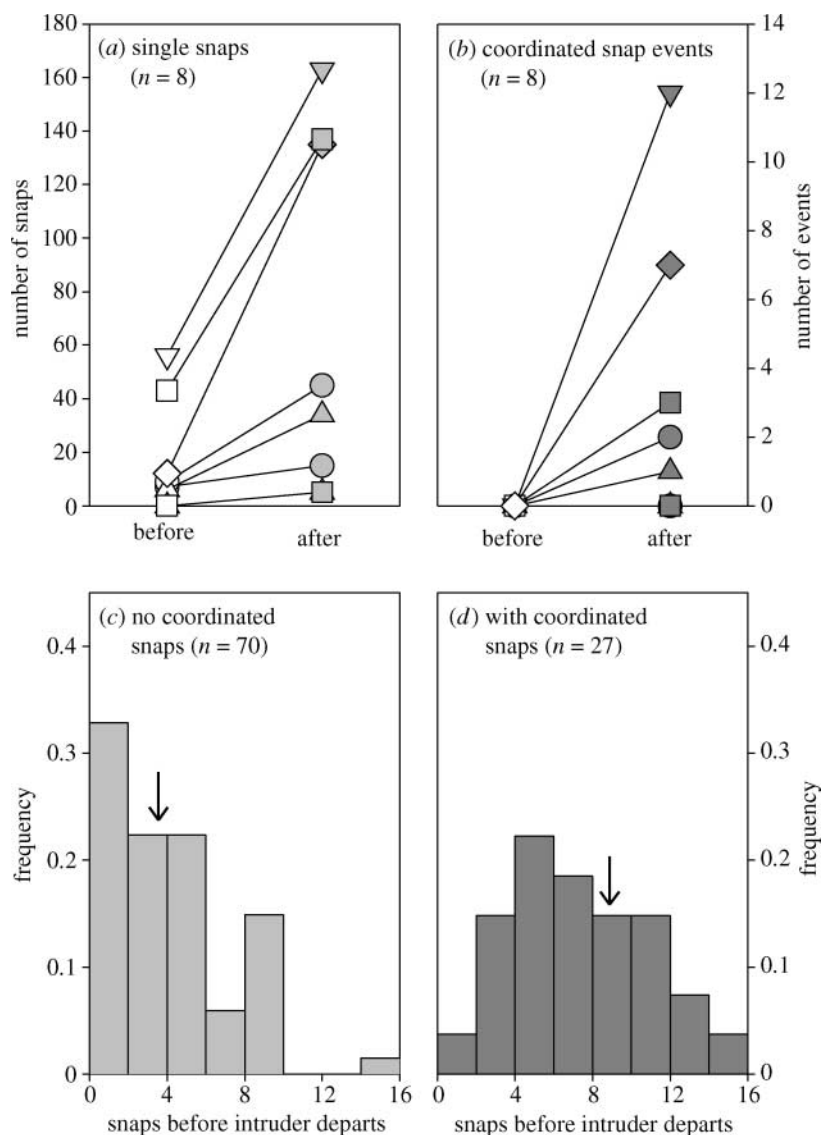 (a) single snaps
(n = 8)
180
160
140
120
100
80
60
40
20
0
number of snaps
before
after
(b) coordinated snap events
(n = 8)
14
12
10
8
6
4
2
0
number of events
before
after
(c) no coordinated
snaps (n = 70)
0.4
0.3
0.2
0.1
0
frequency
0 4 8 12 16
snaps before intruder departs
(d) with coordinated
snaps (n = 27)
0.4
0.3
0.2
0.1
0
frequency
0 4 8 12 16
snaps before intruder departs